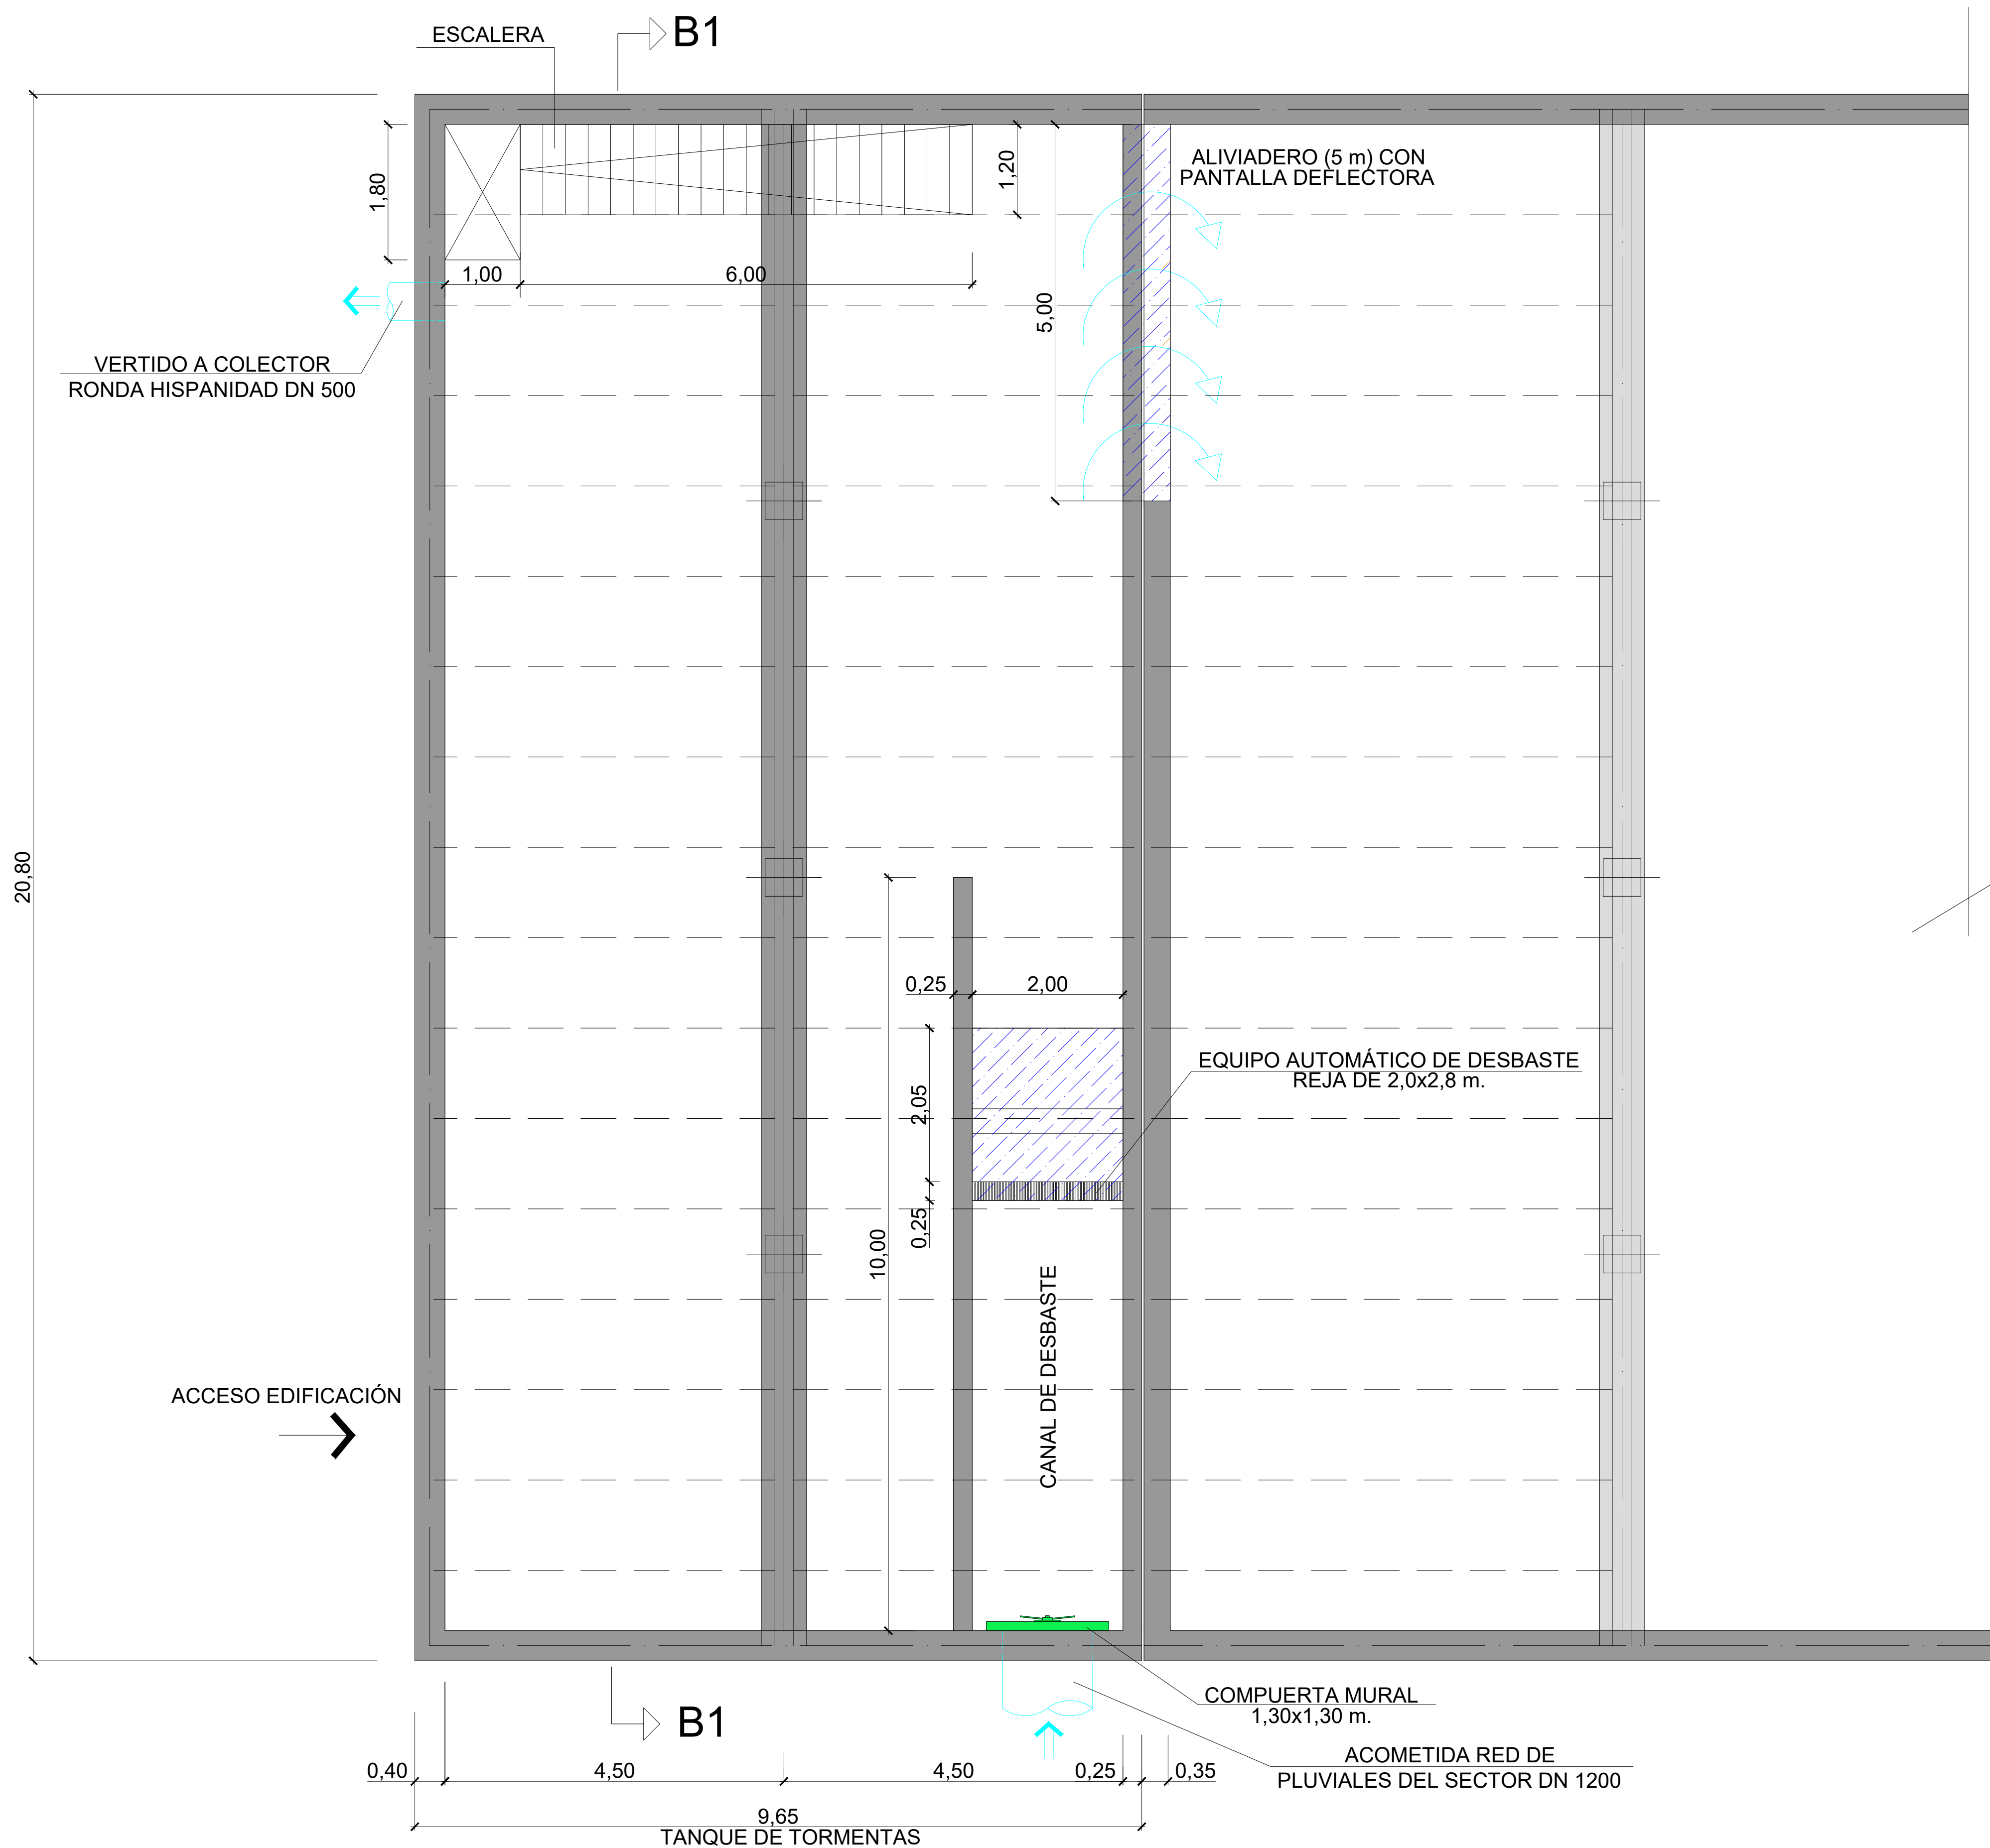 ESCALERA
B1
1,80
1,20
ALIVIADERO (5 m) CON
PANTALLA DEFLECTORA
1,00
6,00
5,00
VERTIDO A COLECTOR
RONDA HISPANIDAD DN 500
20,80
0,25
2,00
EQUIPO AUTOMÁTICO DE DESBASTE
REJA DE 2,0x2,8 m.
2,05
0,25
10,00
CANAL DE DESBASTE
ACCESO EDIFICACIÓN
COMPUERTA MURAL
1,30x1,30 m.
B1
ACOMETIDA RED DE
PLUVIALES DEL SECTOR DN 1200
0,40
4,50
4,50
0,25
0,35
9,65
TANQUE DE TORMENTAS